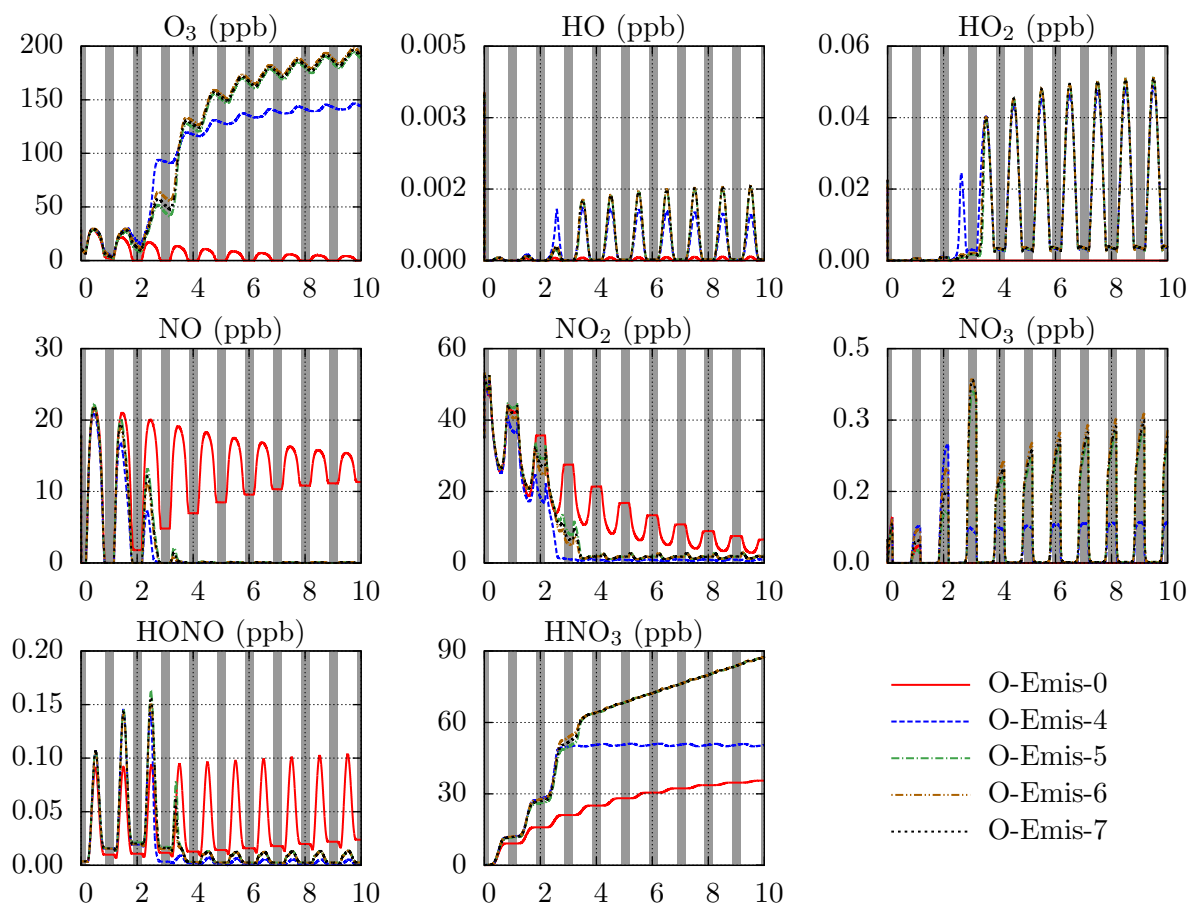 O₃ (ppb) HO (ppb) HO₂ (ppb)
200 0.005 0.06
150 0.003 0.04
100 0.002 0.02
50 0.000 0.00
0
0 2 4 6 8 10 0 2 4 6 8 10 0 2 4 6 8 10
NO (ppb) NO₂ (ppb) NO₃ (ppb)
30 60 0.5
20 40 0.3
10 20 0.2
0 0 0.0
0 2 4 6 8 10 0 2 4 6 8 10 0 2 4 6 8 10
HONO (ppb) HNO₃ (ppb)
0.20 90
0.15 60
0.10 30
0.05 0
0.00
0 2 4 6 8 10 0 2 4 6 8 10
O-Emis-0
O-Emis-4
O-Emis-5
O-Emis-6
O-Emis-7